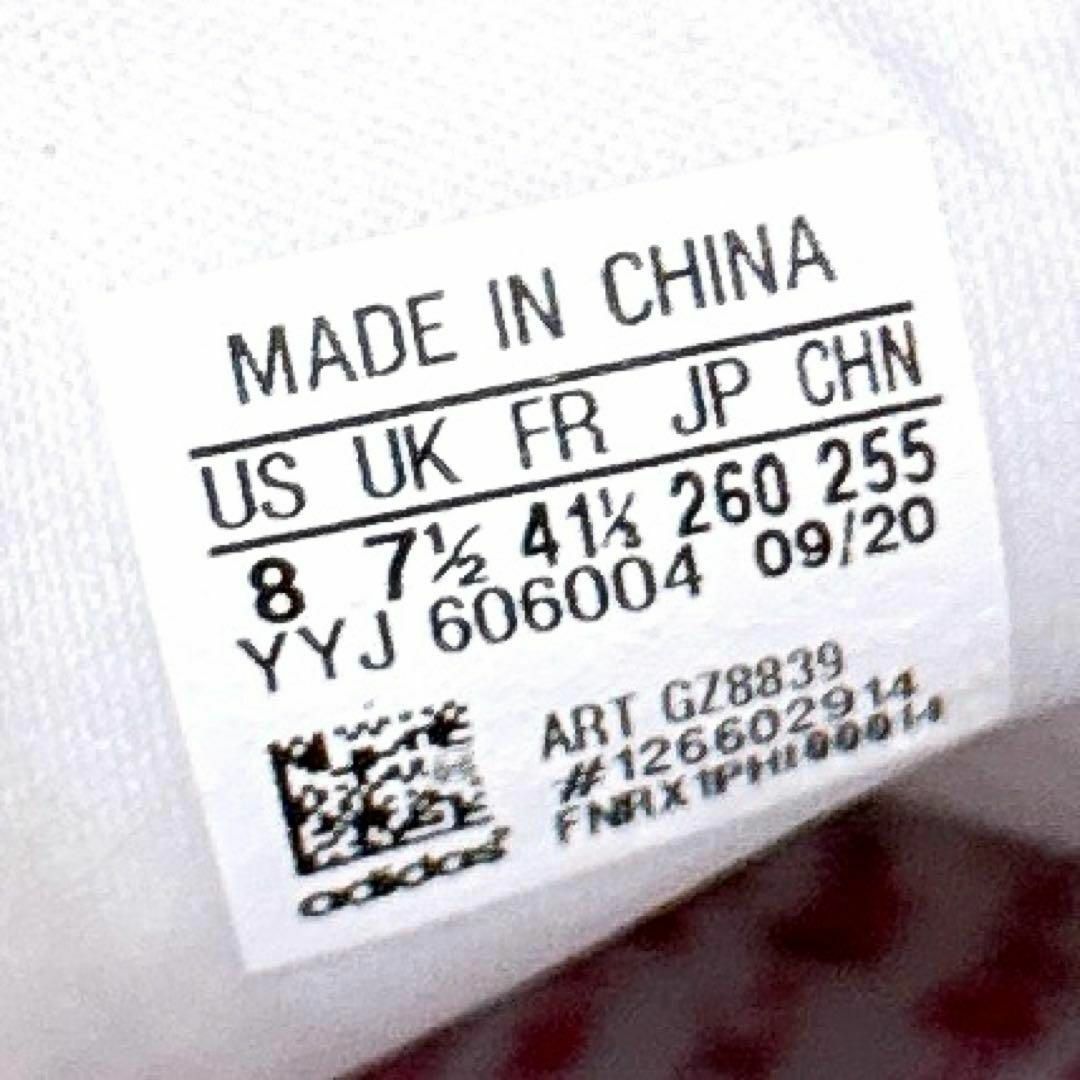 MADE IN CHINA
US UK FR JP CHN
8 7½ 41⅓ 260 255
YYJ 606004 09/20
ART GZ8839
#126602914
FNRX1PHI00014
adidas